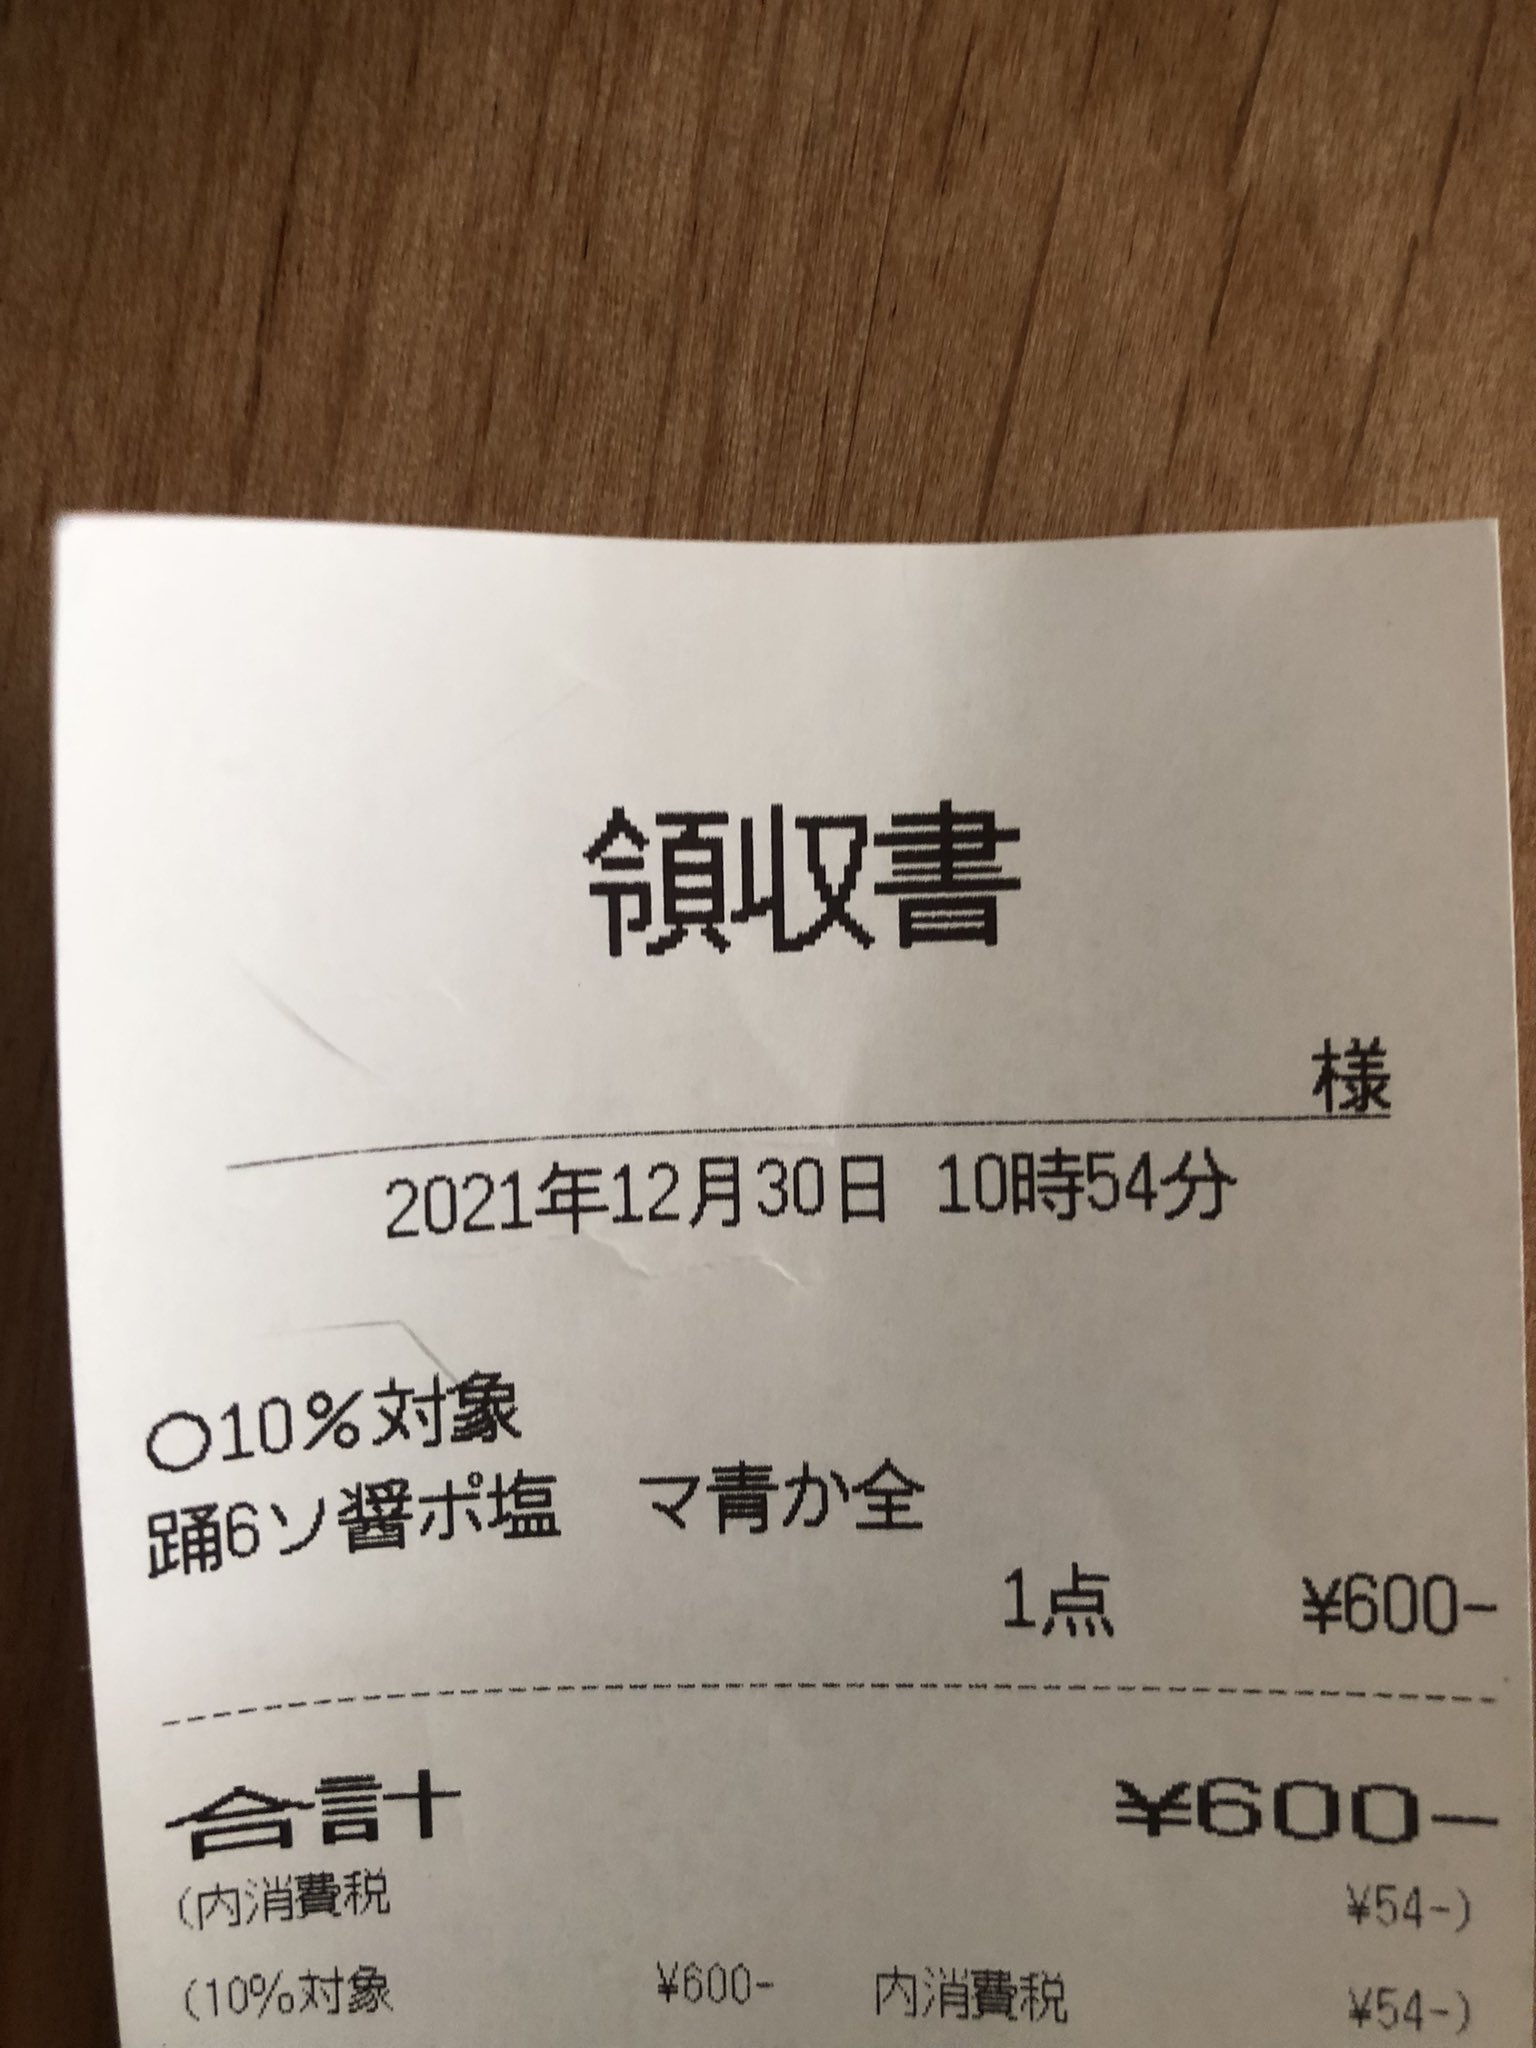 領収書
様
2021年12月30日 10時54分
○10%対象
踊6ソ醤ポ塩 マ青か全
1点 ¥600-
合計 ¥600-
(内消費税 ¥54-)
(10%対象 ¥600- 内消費税 ¥54-)